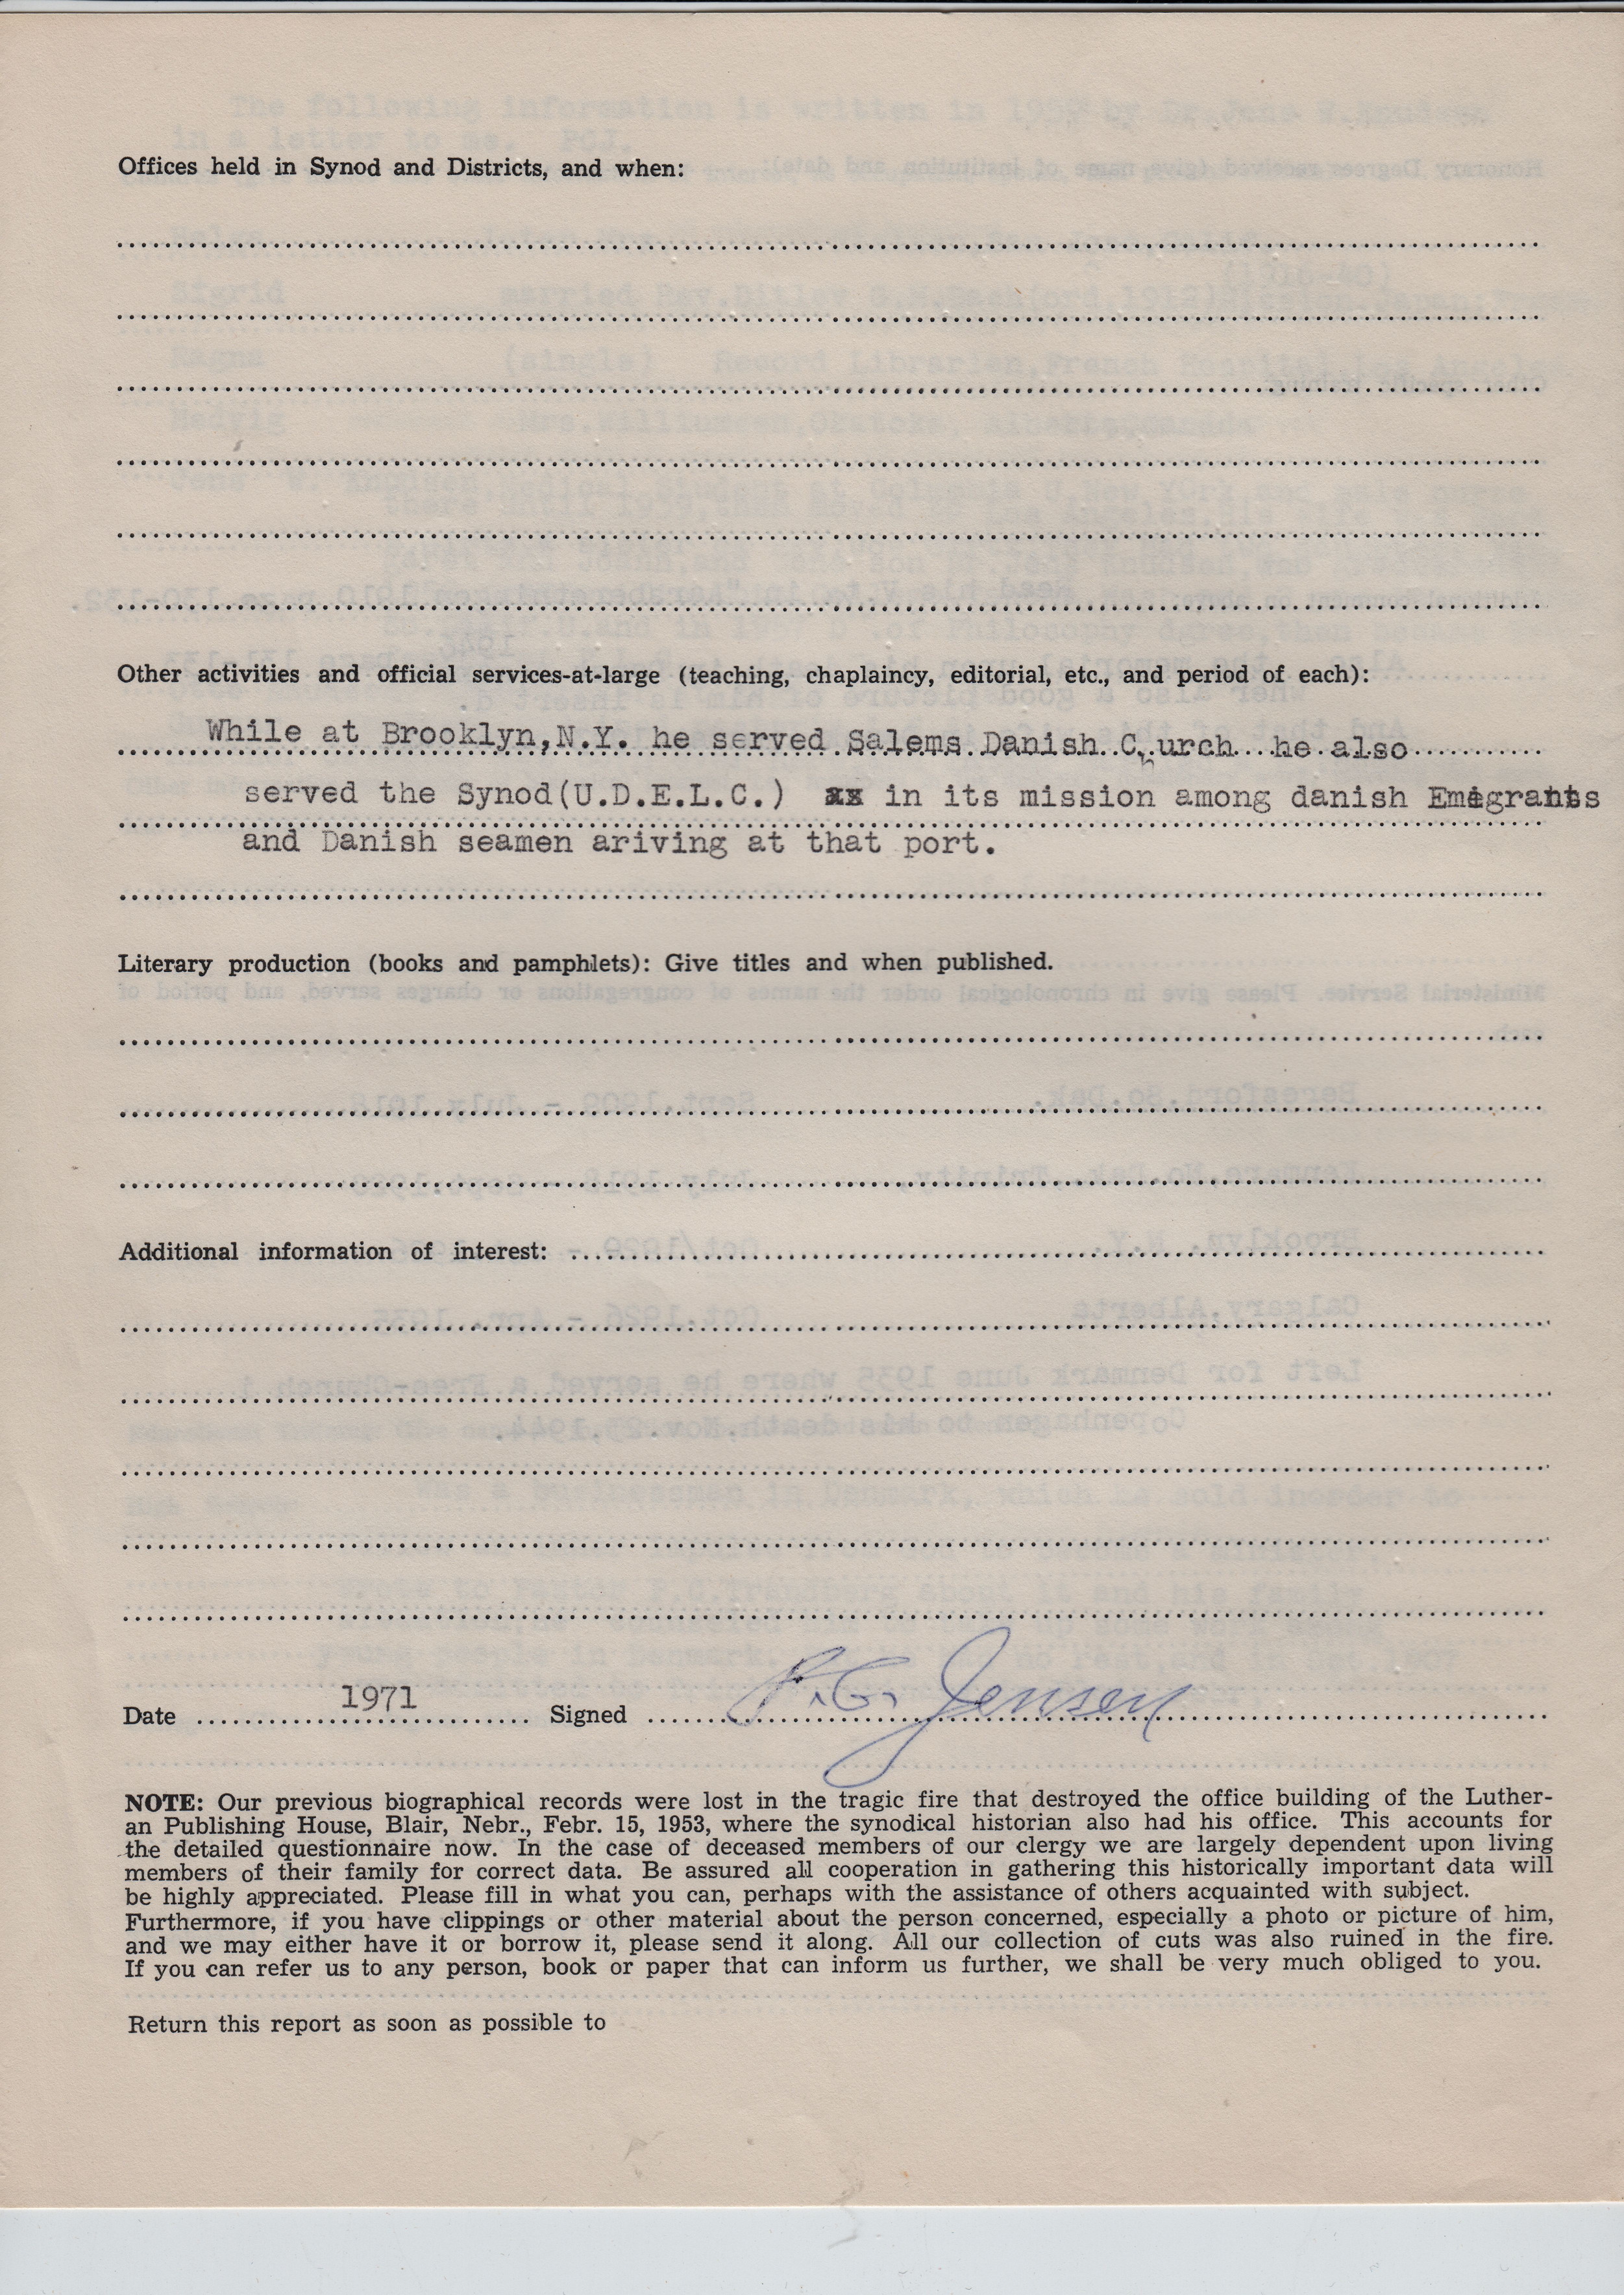 Offices held in Synod and Districts, and when:
Other activities and official services-at-large (teaching, chaplaincy, editorial, etc., and period of each):
While at Brooklyn,N.Y. he served Salems Danish Church he also
served the Synod(U.D.E.L.C.) xx in its mission among danish Emigrants
and Danish seamen ariving at that port.
Literary production (books and pamphlets): Give titles and when published.
Additional information of interest:
Date 1971 Signed P.G. Jensen
NOTE: Our previous biographical records were lost in the tragic fire that destroyed the office building of the Luther-
an Publishing House, Blair, Nebr., Febr. 15, 1953, where the synodical historian also had his office. This accounts for
the detailed questionnaire now. In the case of deceased members of our clergy we are largely dependent upon living
members of their family for correct data. Be assured all cooperation in gathering this historically important data will
be highly appreciated. Please fill in what you can, perhaps with the assistance of others acquainted with subject.
Furthermore, if you have clippings or other material about the person concerned, especially a photo or picture of him,
and we may either have it or borrow it, please send it along. All our collection of cuts was also ruined in the fire.
If you can refer us to any person, book or paper that can inform us further, we shall be very much obliged to you.
Return this report as soon as possible to